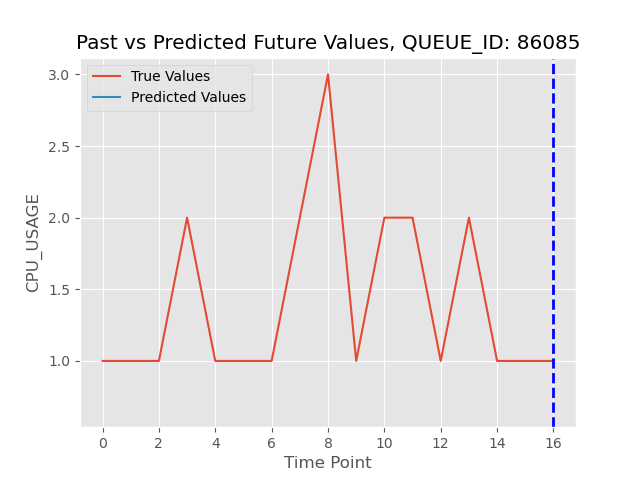 Past vs Predicted Future Values, QUEUE_ID: 86085
True Values
Predicted Values
3.0
2.5
2.0
1.5
1.0
CPU_USAGE
0 2 4 6 8 10 12 14 16
Time Point